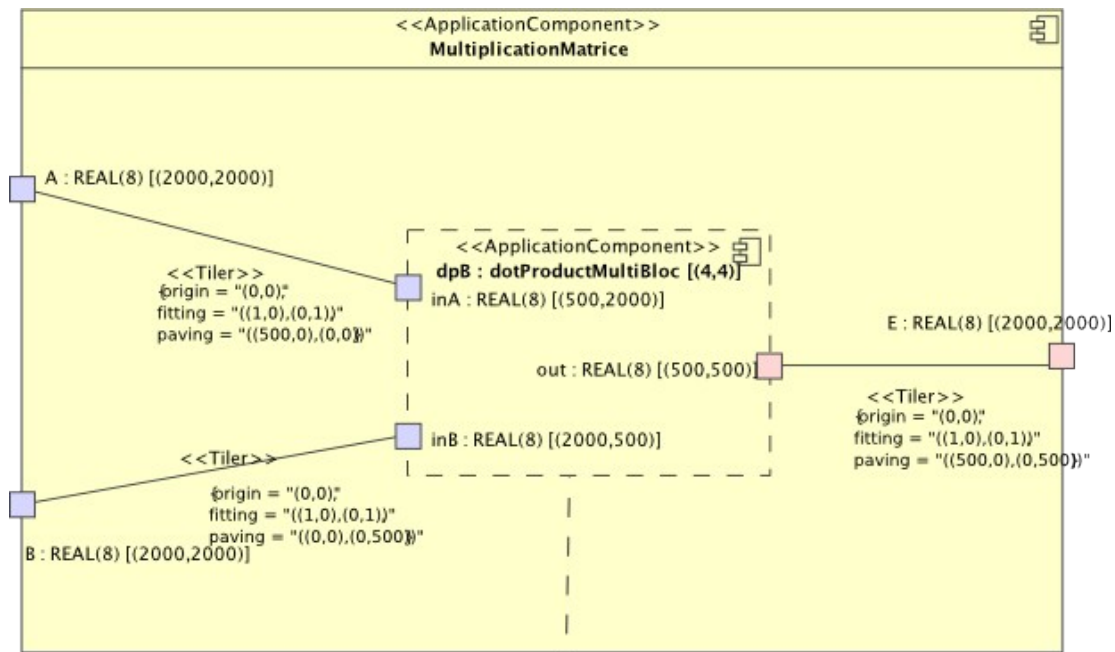 <<ApplicationComponent>>
MultiplicationMatrice
A : REAL(8) [(2000,2000)]
<<ApplicationComponent>>
dpB : dotProductMultiBloc [(4,4)]
<<Tiler>>
{origin = "(0,0)",
fitting = "((1,0),(0,1))",
paving = "((500,0),(0,0))"}
inA : REAL(8) [(500,2000)]
E : REAL(8) [(2000,2000)]
out : REAL(8) [(500,500)]
<<Tiler>>
{origin = "(0,0)",
fitting = "((1,0),(0,1))",
paving = "((500,0),(0,500))"}
inB : REAL(8) [(2000,500)]
<<Tiler>>
{origin = "(0,0)",
fitting = "((1,0),(0,1))",
paving = "((0,0),(0,500))"}
B : REAL(8) [(2000,2000)]